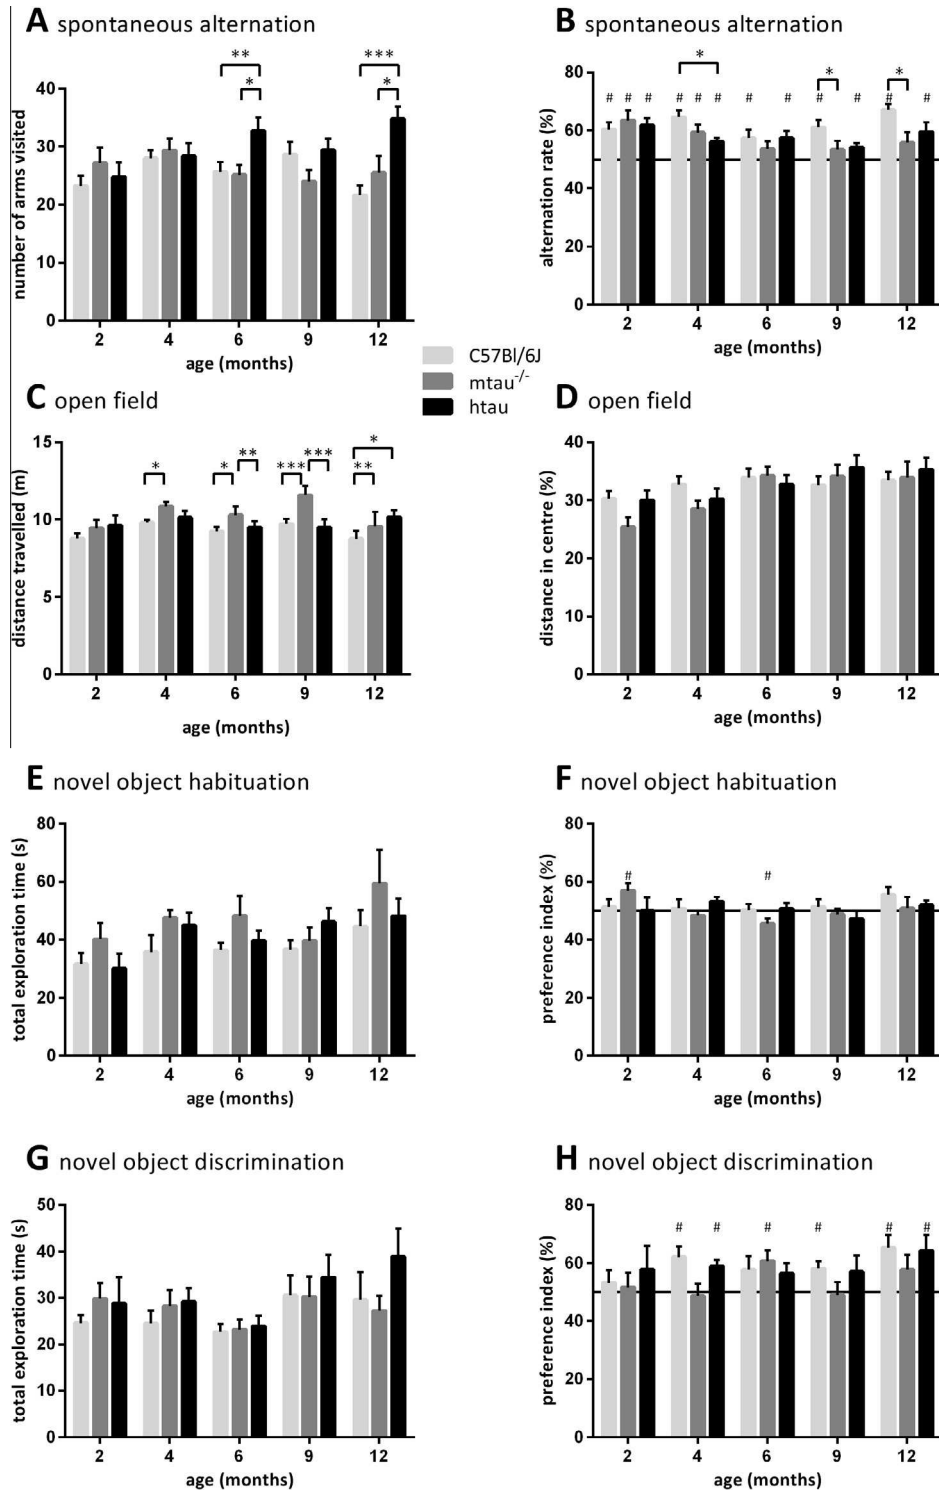 A spontaneous alternation
** ***
* *
40
30
20
10
0
number of arms visited
2 4 6 9 12
age (months)
B spontaneous alternation
* * *
# # # # # # # # # # # #
80
60
40
20
0
alternation rate (%)
2 4 6 9 12
age (months)
C57Bl/6J
mtau-/-
htau
C open field
* * ** *** *** * **
15
10
5
0
distance travelled (m)
2 4 6 9 12
age (months)
D open field
40
30
20
10
0
distance in centre (%)
2 4 6 9 12
age (months)
E novel object habituation
80
60
40
20
0
total exploration time (s)
2 4 6 9 12
age (months)
F novel object habituation
# #
80
60
40
20
0
preference index (%)
2 4 6 9 12
age (months)
G novel object discrimination
50
40
30
20
10
0
total exploration time (s)
2 4 6 9 12
age (months)
H novel object discrimination
# # # # # #
80
60
40
20
0
preference index (%)
2 4 6 9 12
age (months)